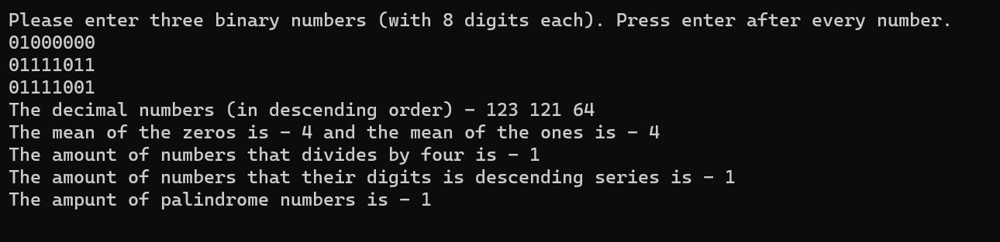 Please enter three binary numbers (with 8 digits each). Press enter after every number.
01000000
01111011
01111001
The decimal numbers (in descending order) - 123 121 64
The mean of the zeros is - 4 and the mean of the ones is - 4
The amount of numbers that divides by four is - 1
The amount of numbers that their digits is descending series is - 1
The ampunt of palindrome numbers is - 1